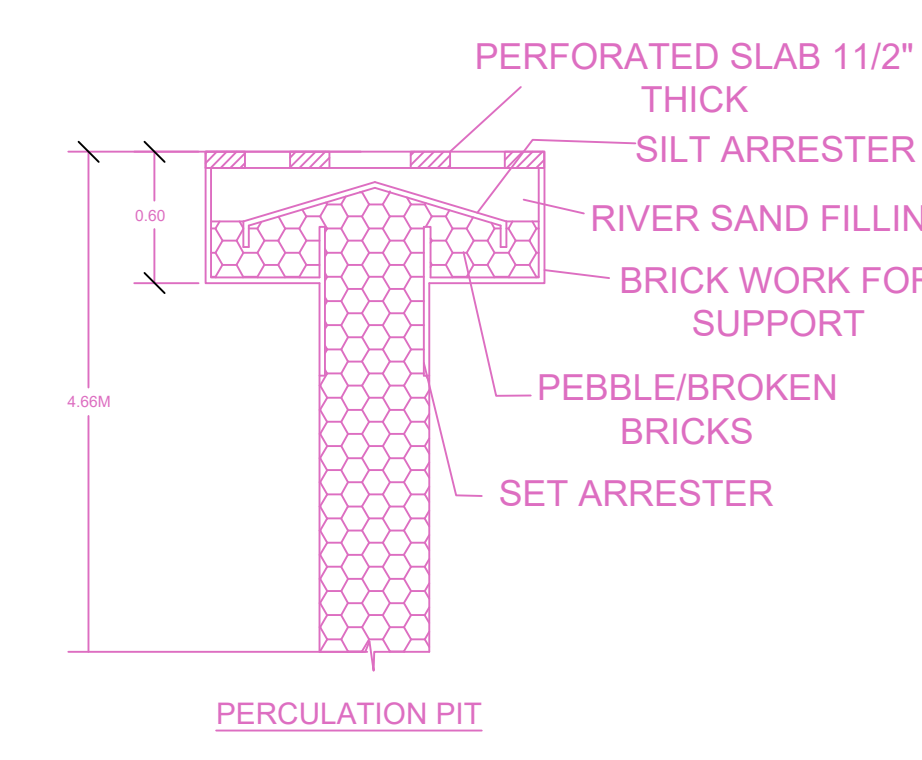 PERFORATED SLAB 11/2"
THICK
SILT ARRESTER
0.60
RIVER SAND FILLIN
BRICK WORK FOR
SUPPORT
4.66M
PEBBLE/BROKEN
BRICKS
SET ARRESTER
PERCULATION PIT